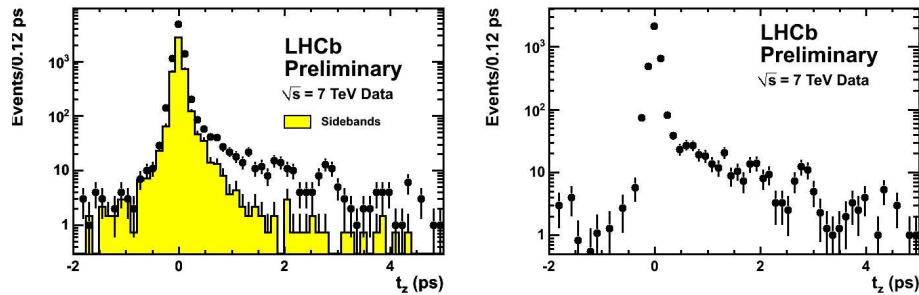 Events/0.12 ps
10³
10²
10
1
LHCb
Preliminary
√s = 7 TeV Data
Sidebands
-2 0 2 4
t_z (ps)
Events/0.12 ps
10³
10²
10
1
LHCb
Preliminary
√s = 7 TeV Data
-2 0 2 4
t_z (ps)